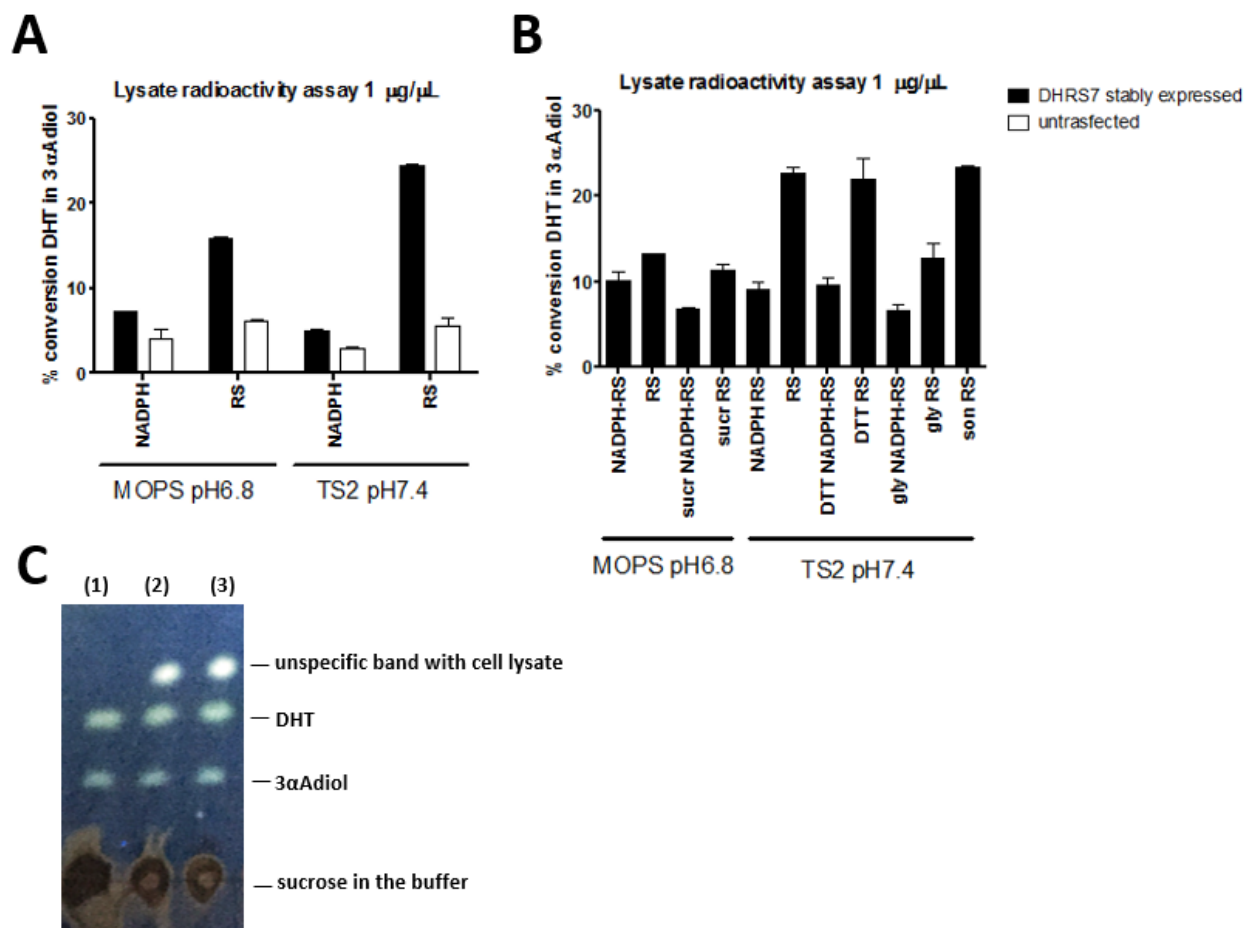 A
Lysate radioactivity assay 1 µg/µL
% conversion DHT in 3αAdiol
30
20
10
0
NADPH
RS
NADPH
RS
MOPS pH6.8
TS2 pH7.4
B
Lysate radioactivity assay 1 µg/µL
% conversion DHT in 3αAdiol
30
20
10
0
NADPH-RS
RS
sucr NADPH-RS
sucr RS
NADPH RS
RS
DTT NADPH-RS
DTT RS
gly NADPH-RS
gly RS
son RS
MOPS pH6.8
TS2 pH7.4
DHRS7 stably expressed
untrasfected
C
(1) (2) (3)
unspecific band with cell lysate
DHT
3αAdiol
sucrose in the buffer